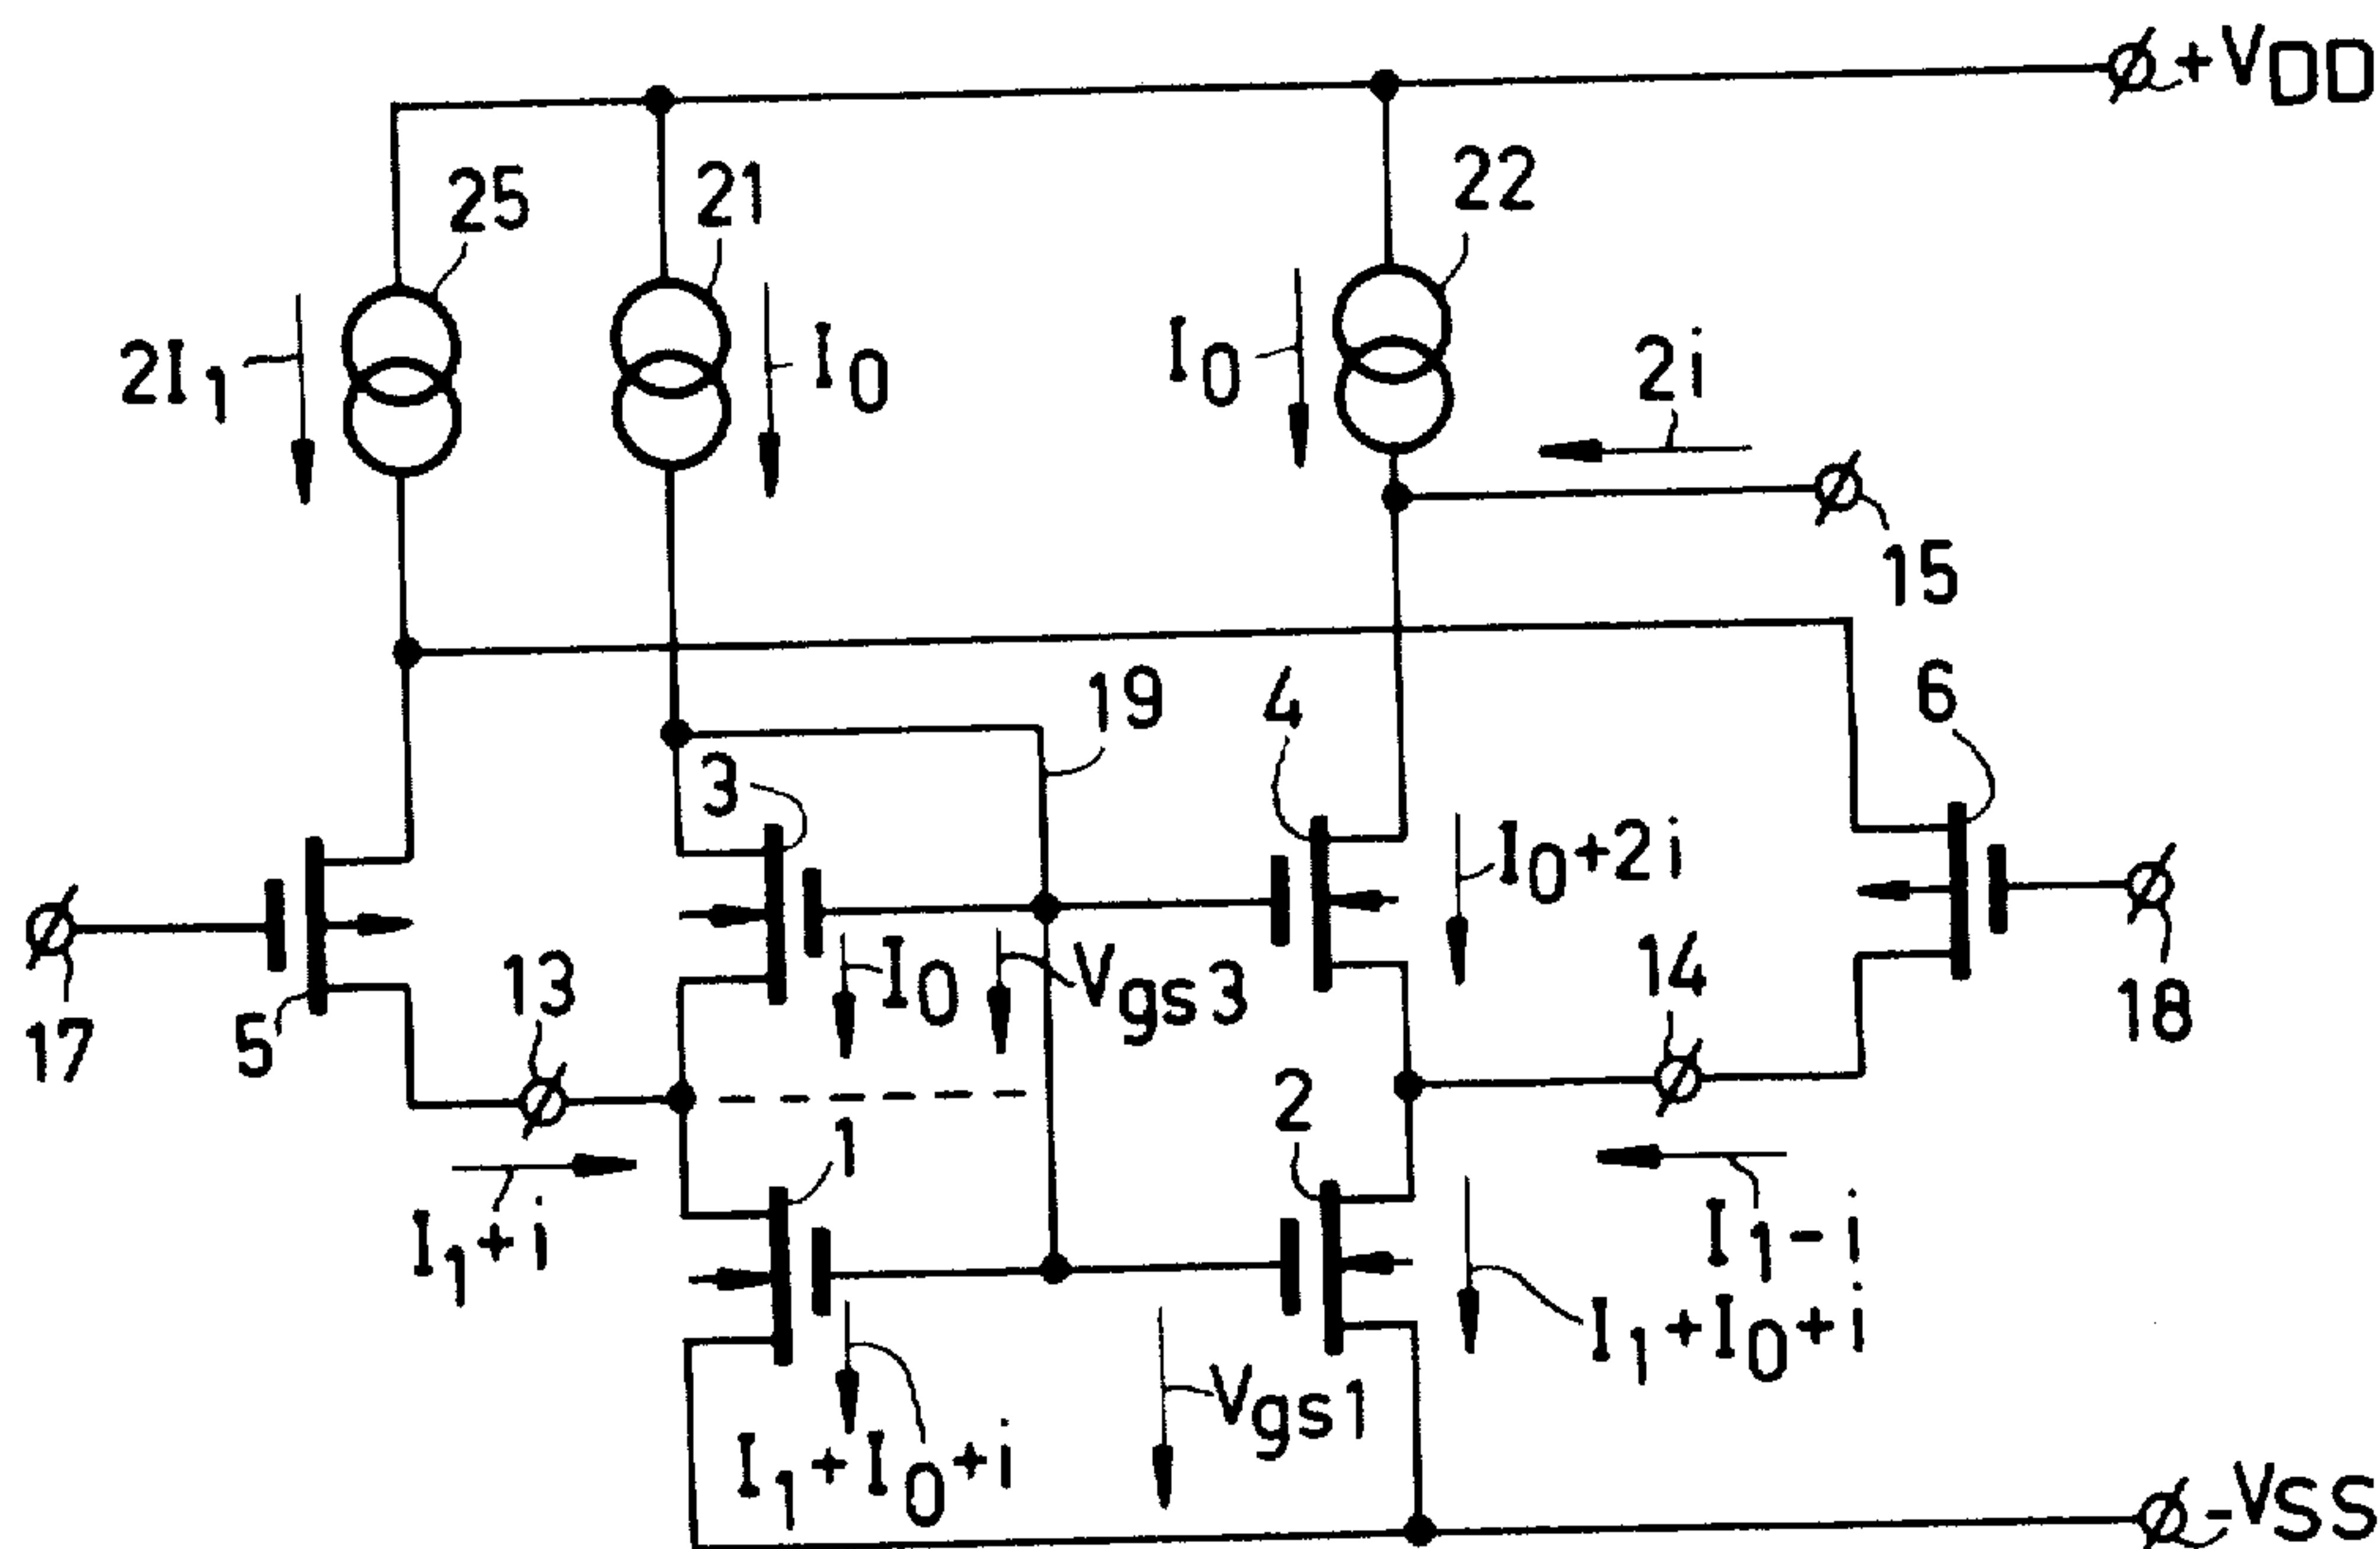 +VDD
25
21
22
2I1
I0
I0
2i
15
19
4
6
3
I0+2i
17
5
13
I0
Vgs3
14
18
1
2
I1+i
I1-i
I1+I0+i
Vgs1
I1+I0+i
-VSS